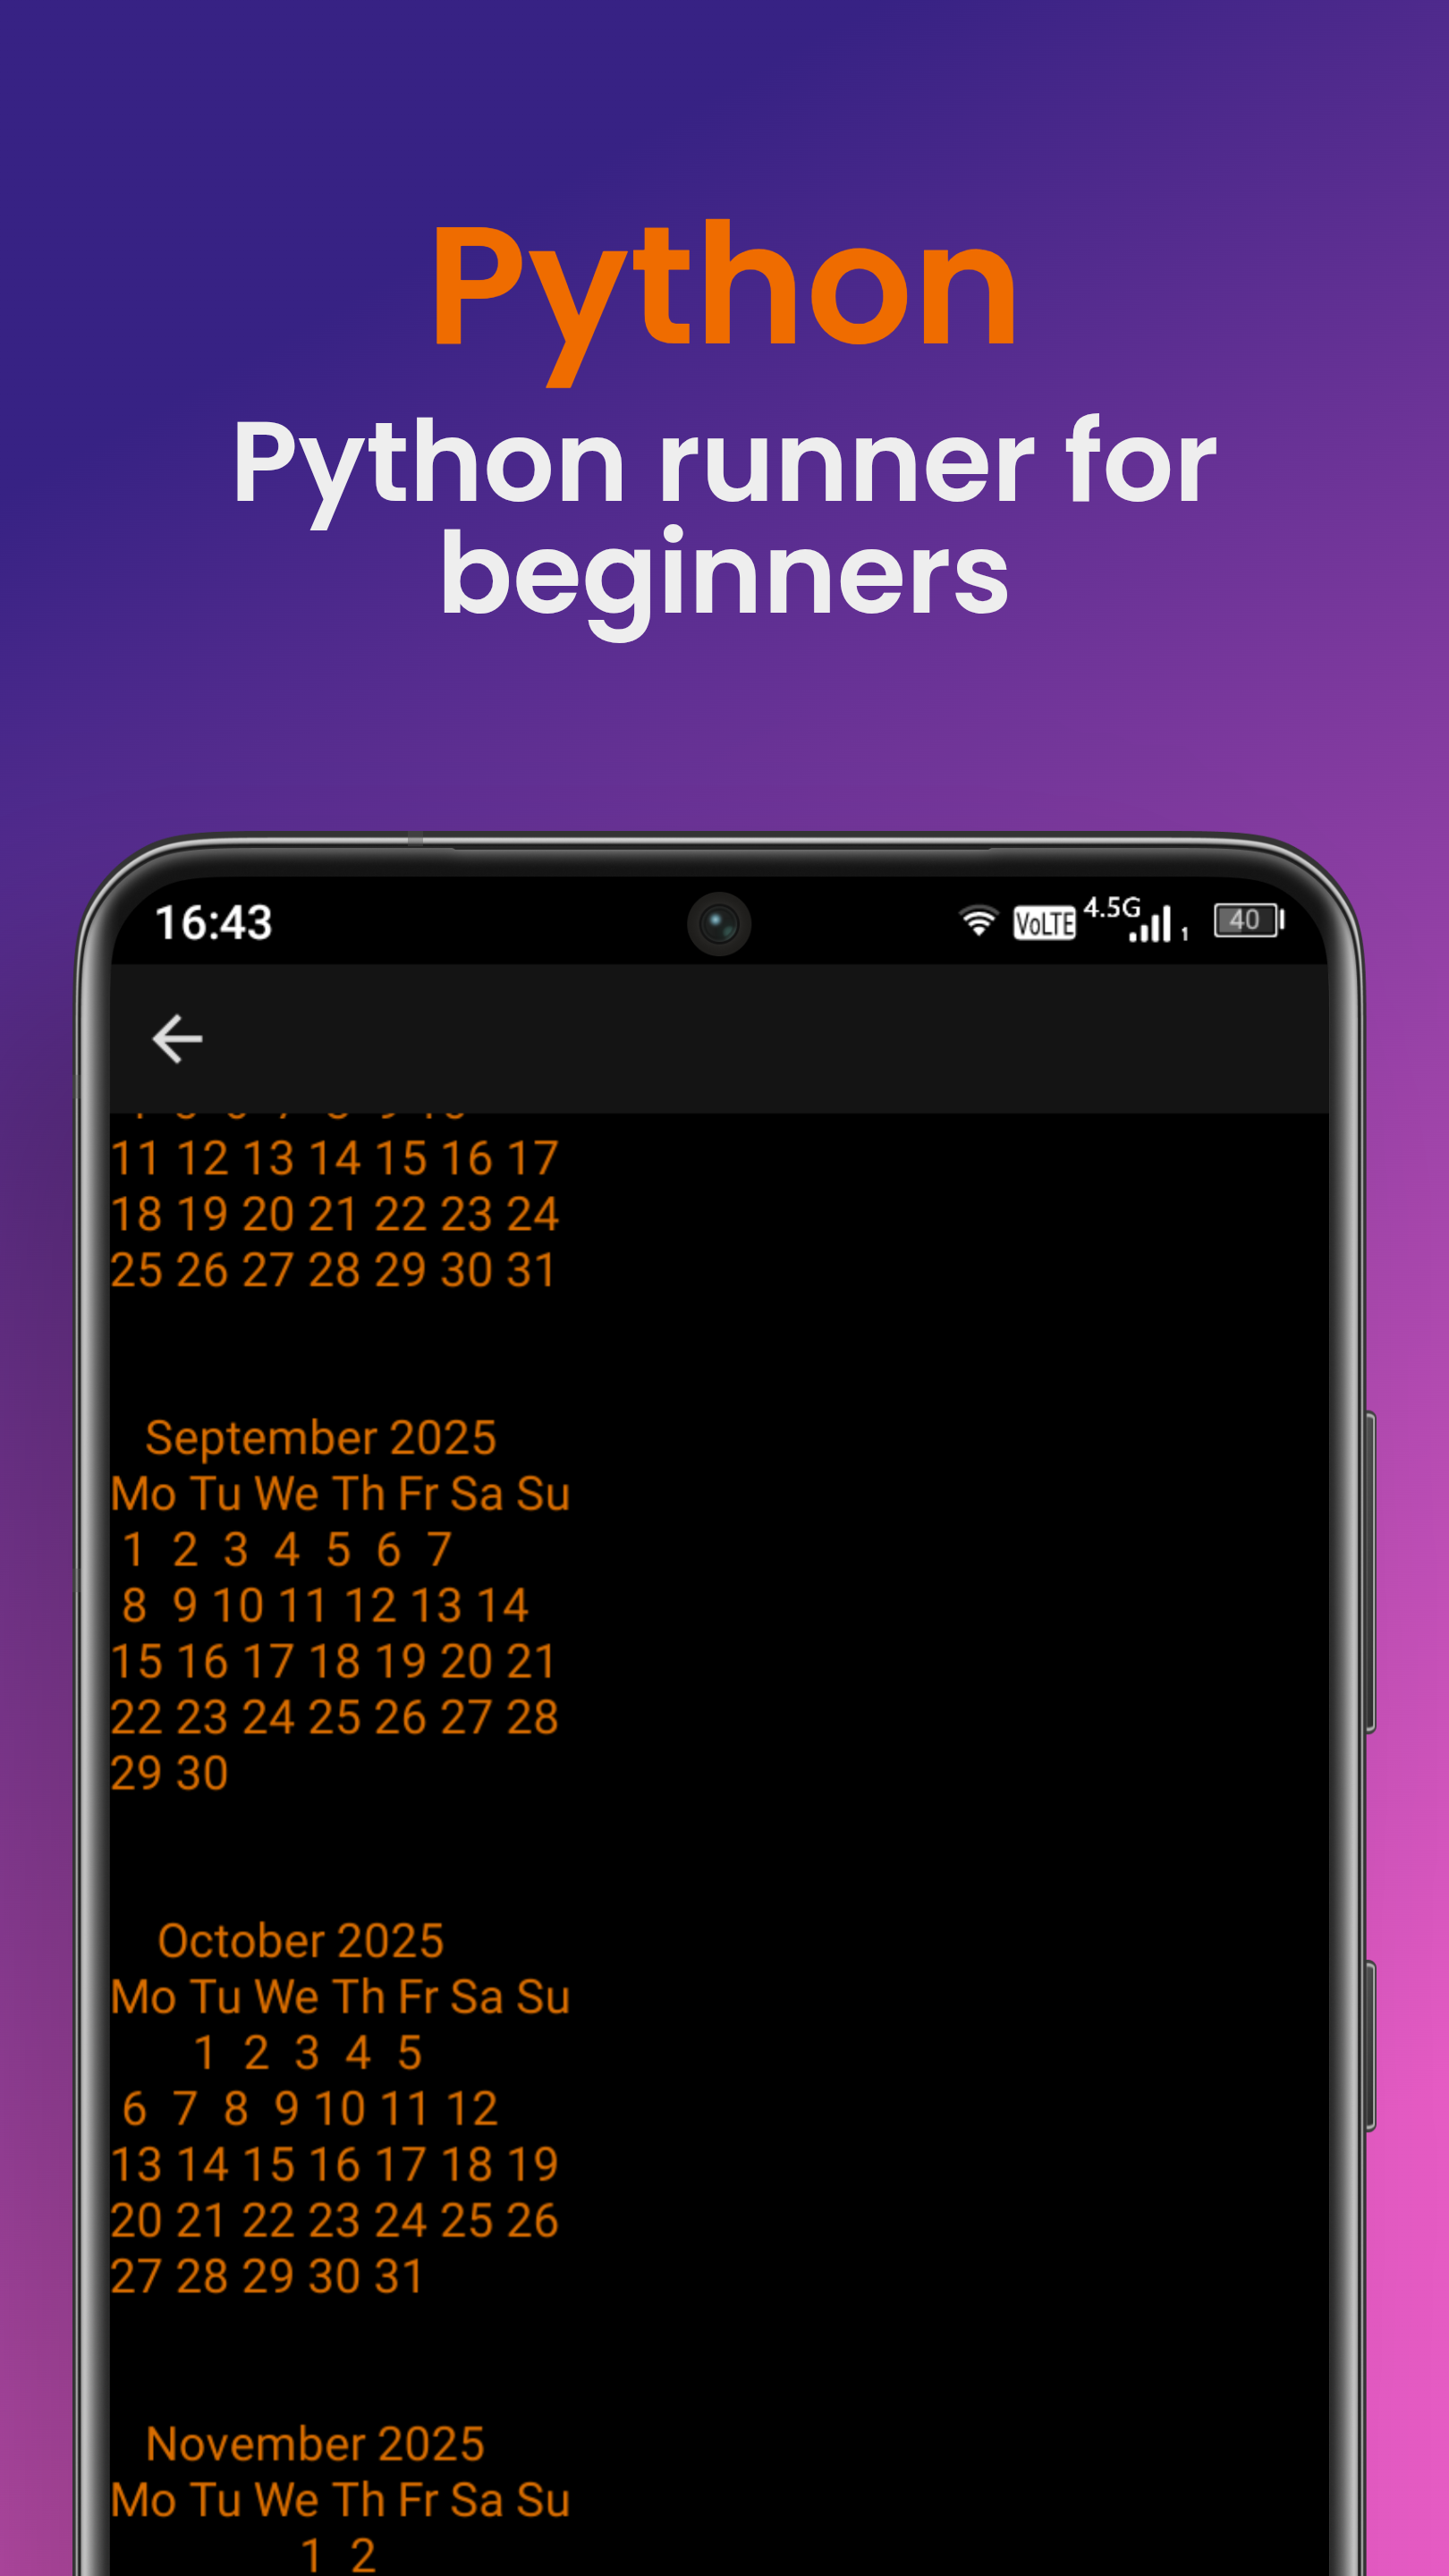 Python
Python runner for
beginners
16:43 VoLTE 4.5G 1 40
11 12 13 14 15 16 17
18 19 20 21 22 23 24
25 26 27 28 29 30 31
September 2025
Mo Tu We Th Fr Sa Su
1 2 3 4 5 6 7
8 9 10 11 12 13 14
15 16 17 18 19 20 21
22 23 24 25 26 27 28
29 30
October 2025
Mo Tu We Th Fr Sa Su
1 2 3 4 5
6 7 8 9 10 11 12
13 14 15 16 17 18 19
20 21 22 23 24 25 26
27 28 29 30 31
November 2025
Mo Tu We Th Fr Sa Su
1 2